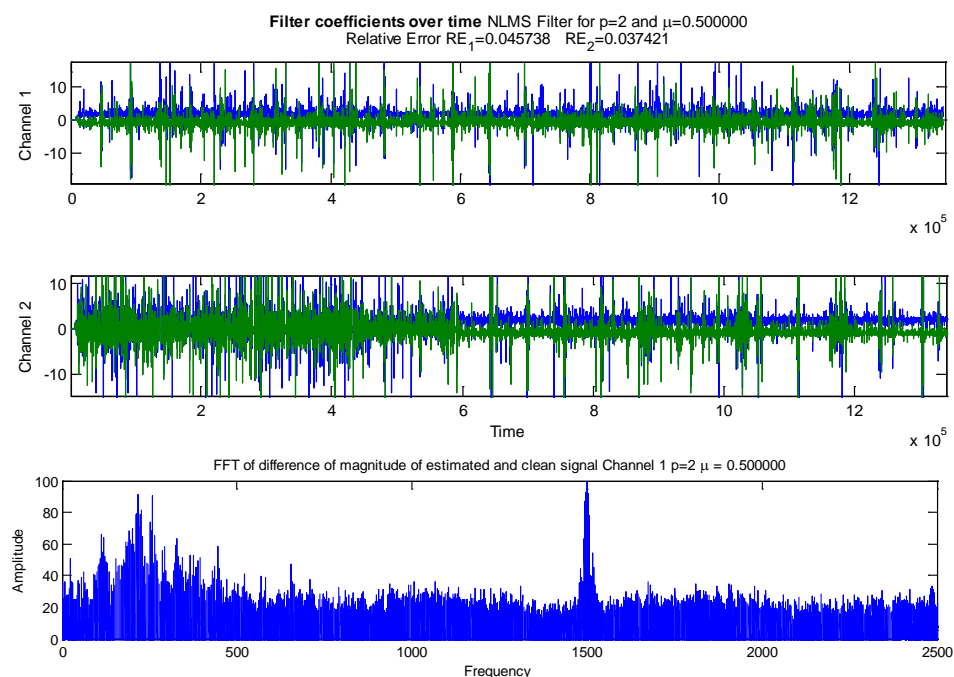 Filter coefficients over time NLMS Filter for p=2 and μ=0.500000
Relative Error RE1=0.045738 RE2=0.037421
Channel 1
10
0
-10
0 2 4 6 8 10 12
x 10^5
Channel 2
10
0
-10
2 4 6 8 10 12
Time
x 10^5
FFT of difference of magnitude of estimated and clean signal Channel 1 p=2 μ = 0.500000
Amplitude
100
80
60
40
20
0
0 500 1000 1500 2000 2500
Frequency